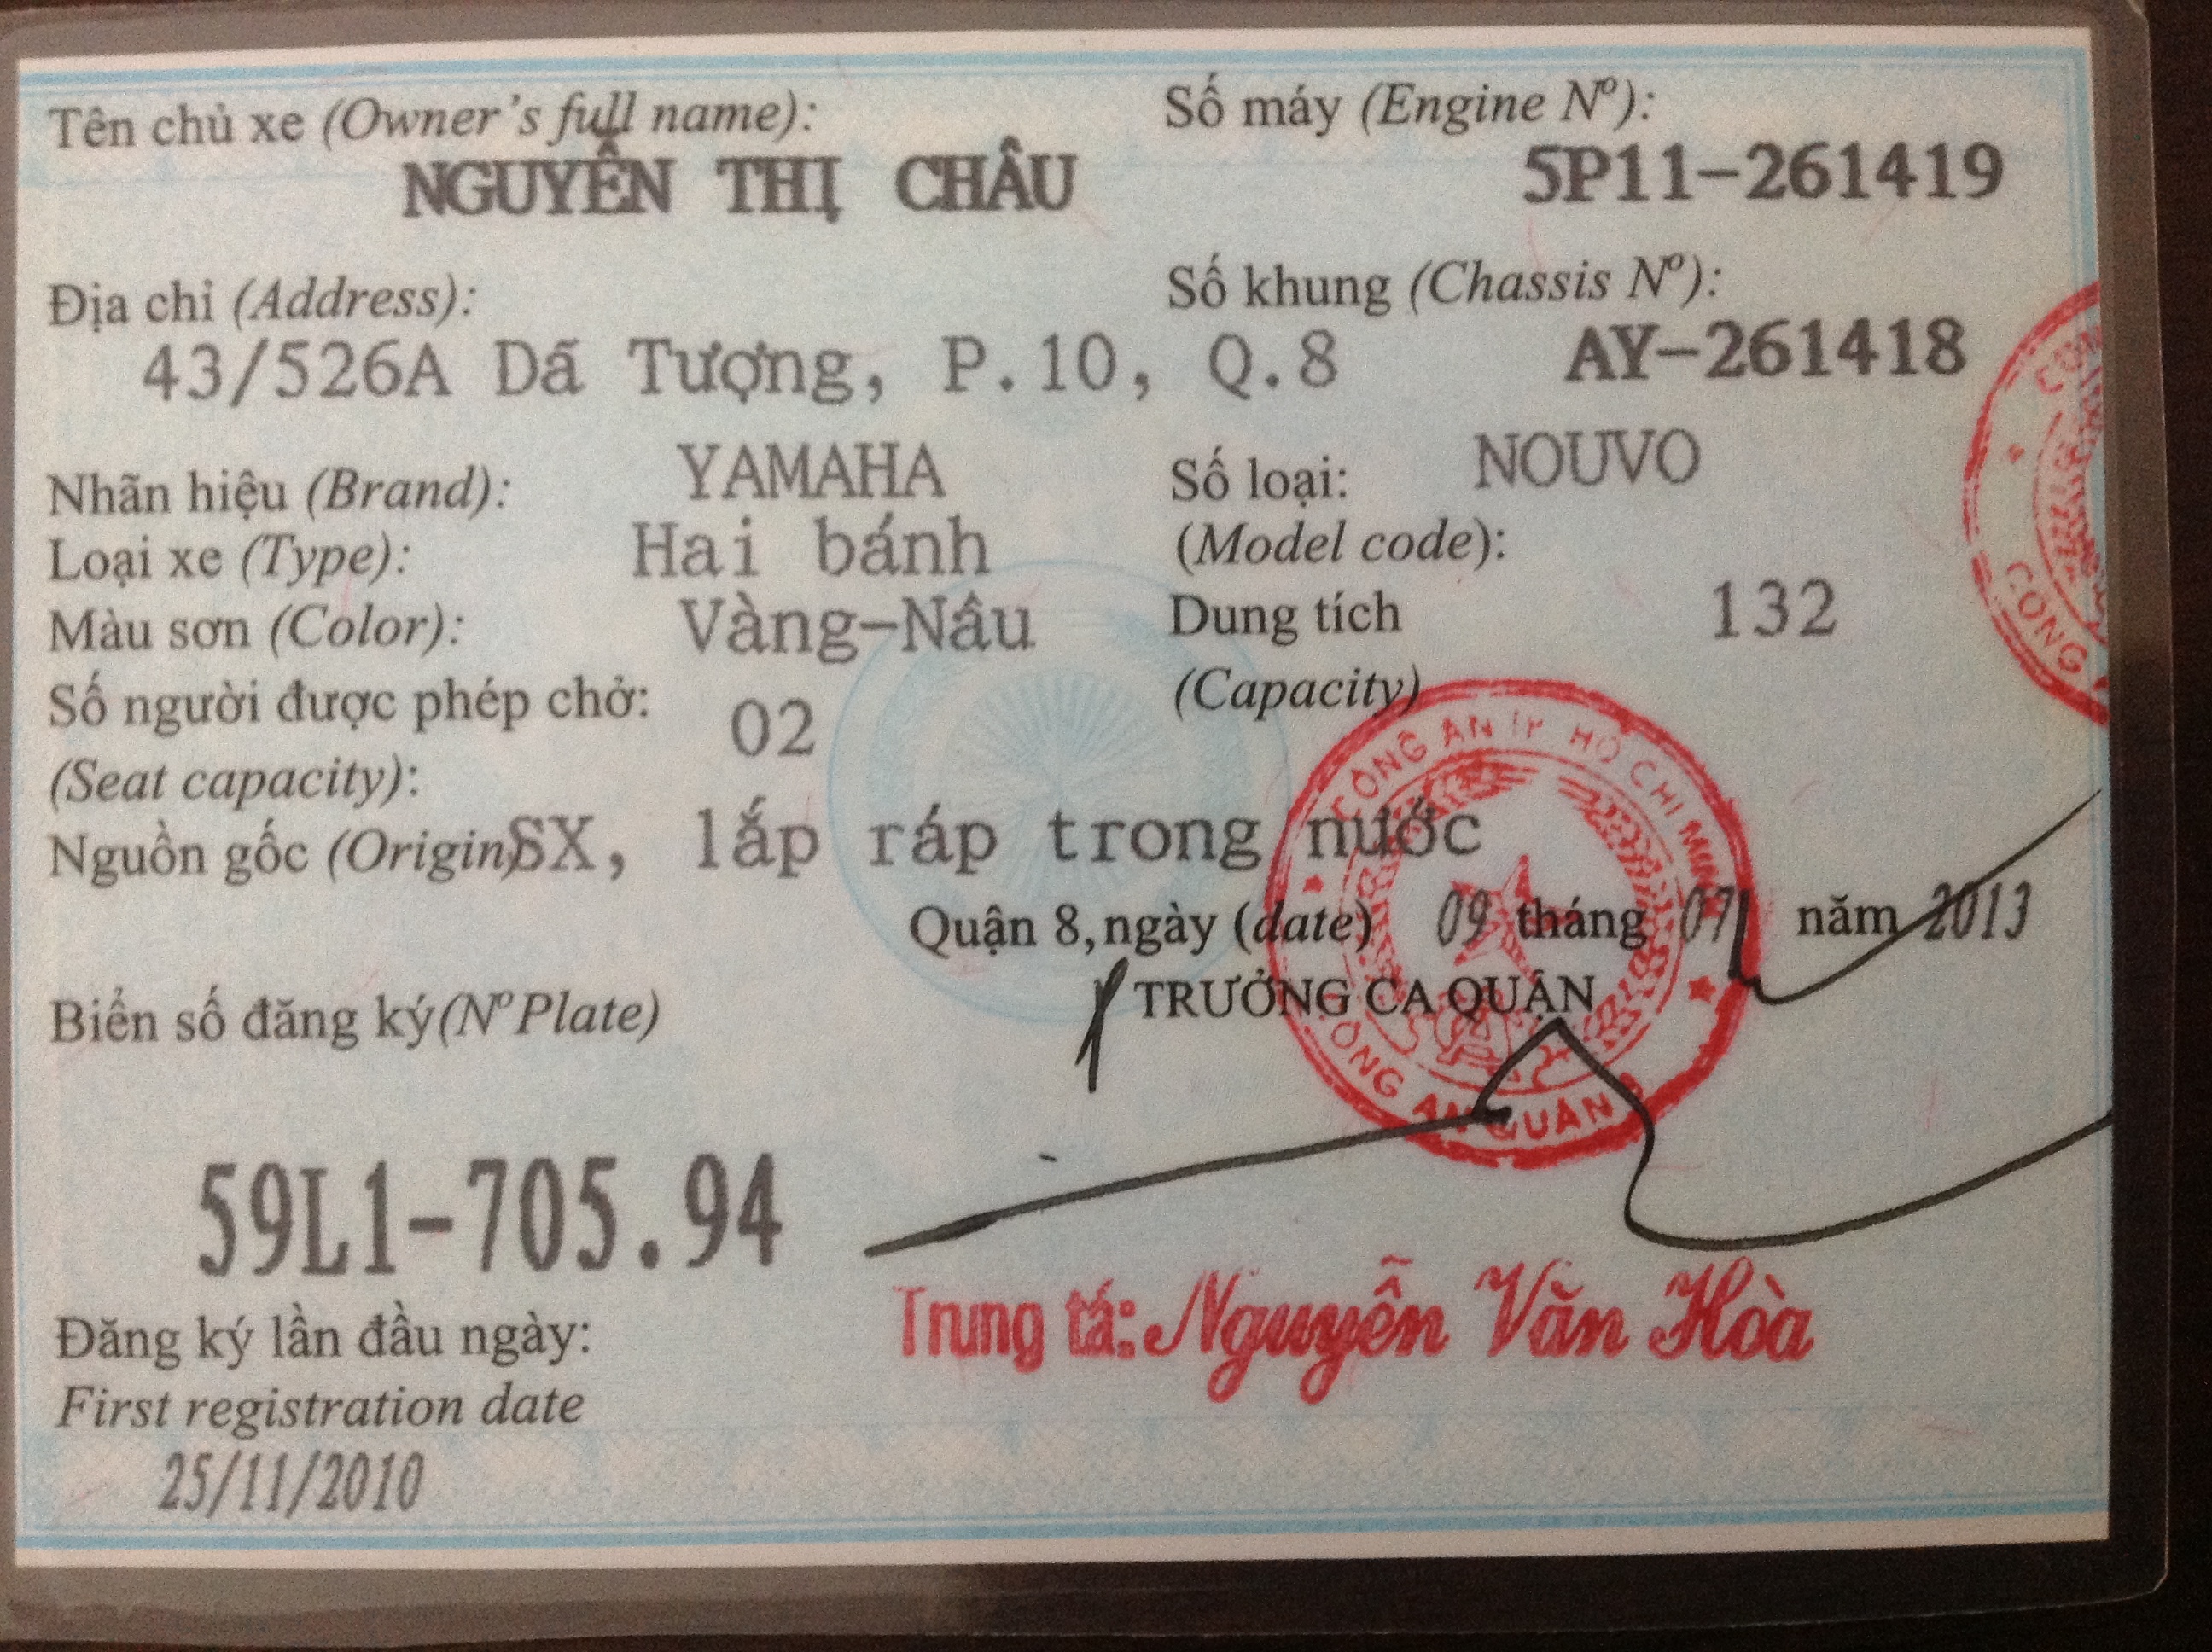 Tên chủ xe (Owner's full name):
NGUYỄN THỊ CHÂU
Địa chỉ (Address):
43/526A Dã Tượng, P.10, Q.8
Số máy (Engine Nº):
5P11-261419
Số khung (Chassis Nº):
AY-261418
Nhãn hiệu (Brand): YAMAHA
Loại xe (Type): Hai bánh
Màu sơn (Color): Vàng-Nâu
Số người được phép chở: 02
(Seat capacity):
Số loại: NOUVO
(Model code):
Dung tích 132
(Capacity)
Nguồn gốc (Origin) SX, lắp ráp trong nước
Quận 8, ngày (date) 09 tháng 07 năm 2013
TRƯỞNG CA QUẬN
CÔNG AN TP HỒ CHÍ MINH
CÔNG AN QUẬN
Biển số đăng ký (Nº Plate)
59L1-705.94
Trung tá: Nguyễn Văn Hòa
Đăng ký lần đầu ngày:
First registration date
25/11/2010